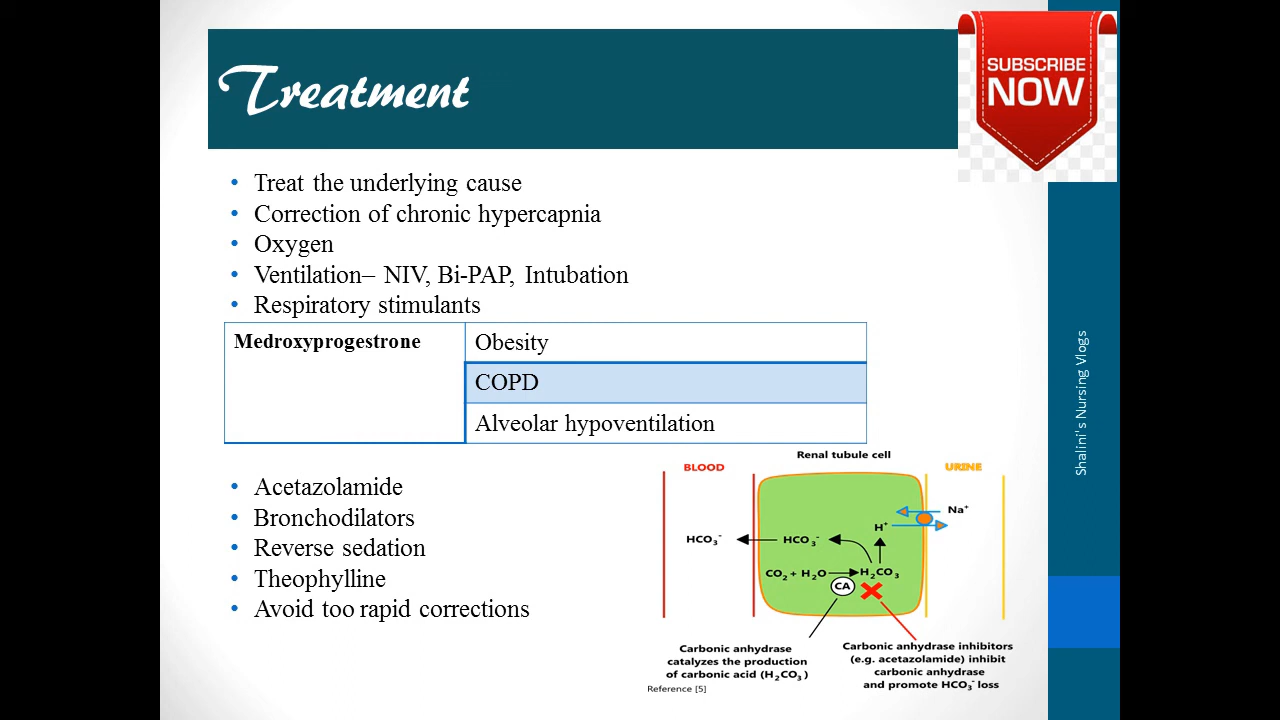 Treatment
SUBSCRIBE
NOW
• Treat the underlying cause
• Correction of chronic hypercapnia
• Oxygen
• Ventilation– NIV, Bi-PAP, Intubation
• Respiratory stimulants
Medroxyprogestrone
Obesity
COPD
Alveolar hypoventilation
• Acetazolamide
• Bronchodilators
• Reverse sedation
• Theophylline
• Avoid too rapid corrections
Renal tubule cell
BLOOD
URINE
Na⁺
H⁺
HCO₃⁻
HCO₃⁻
CO₂ + H₂O
H₂CO₃
CA
Carbonic anhydrase
catalyzes the production
of carbonic acid (H₂CO₃)
Carbonic anhydrase inhibitors
(e.g. acetazolamide) inhibit
carbonic anhydrase
and promote HCO₃⁻ loss
Reference [5]
Shalini's Nursing Vlogs